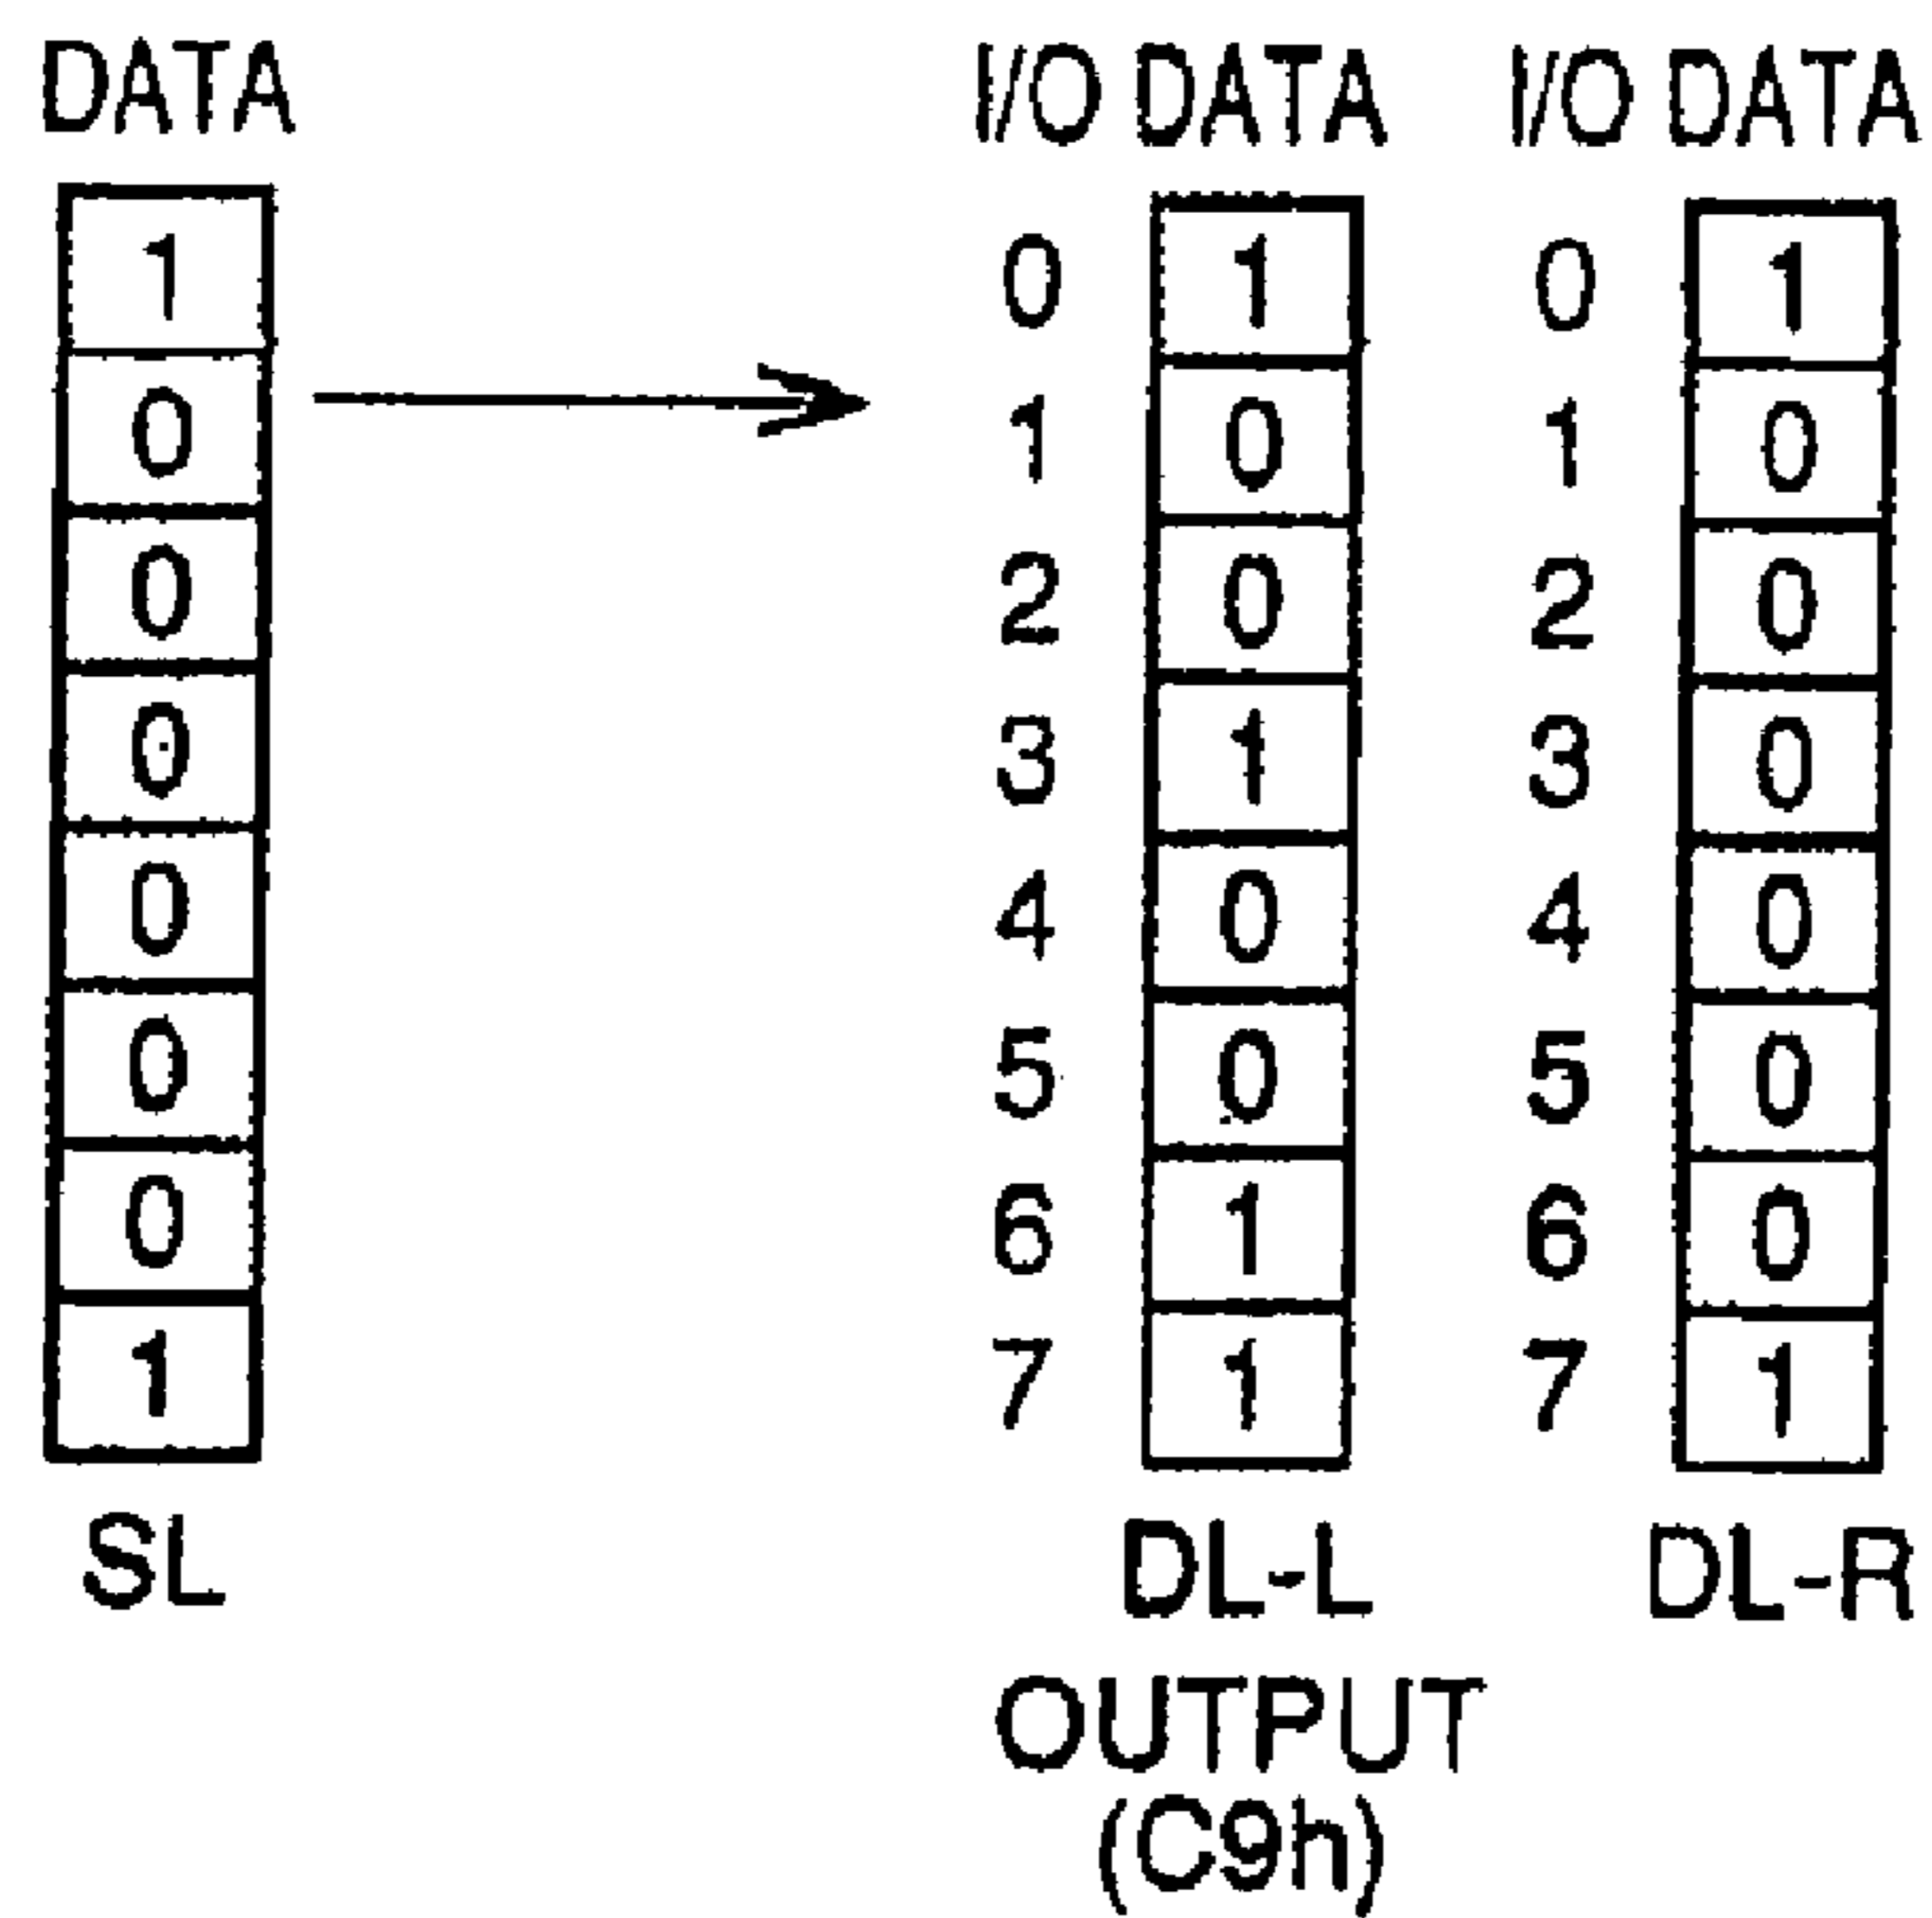 DATA I/O DATA I/O DATA
1 0 1 0 1
0 1 0 1 0
0 2 0 2 0
0 3 1 3 0
0 4 0 4 0
0 5 0 5 0
0 6 1 6 0
1 7 1 7 1
SL DL-L DL-R
OUTPUT
(C9h)